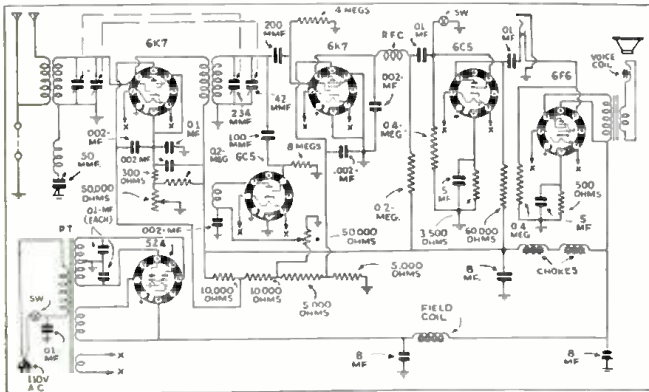 4 MEGS
200
MMF
RFC
.01
MF
SW
.01
MF
6K7
6K7
6C5
6F6
VOICE
COIL
.002-
MF
.01
MF
.002 MF
300
OHMS
50,000
OHMS
50
MMF
234
MMF
42
MMF
100
MMF
6C5
8 MEGS
.002-
MF
.002-
MF
0.4-
MEG
0.2-
MEG.
5
MF
3,500
OHMS
60,000
OHMS
0.4
MEG
5
MF
500
OHMS
0.1-MF
(EACH)
PT
.002-MF
5Z4
50,000
OHMS
10,000
OHMS
10,000
OHMS
5,000
OHMS
5,000
OHMS
8
MF.
CHOKES
FIELD
COIL
8
MF
8
MF
SW
.01
MF
110V
A C
X
X